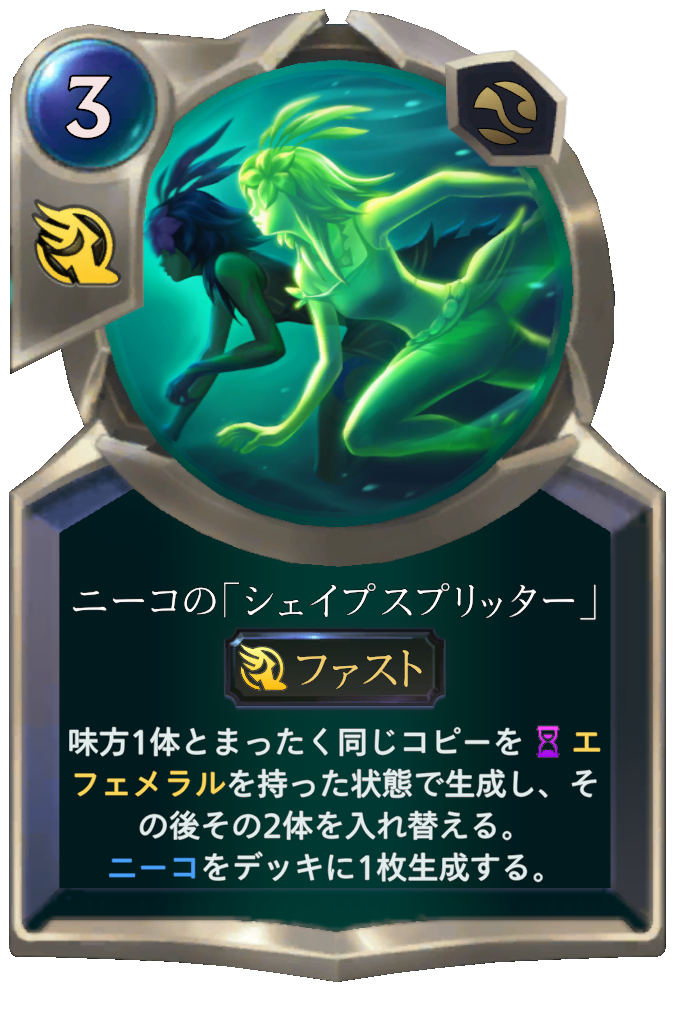 3
ニーコの「シェイプスプリッター」
ファスト
味方1体とまったく同じコピーを エ
フェメラルを持った状態で生成し、そ
の後その2体を入れ替える。
ニーコをデッキに1枚生成する。